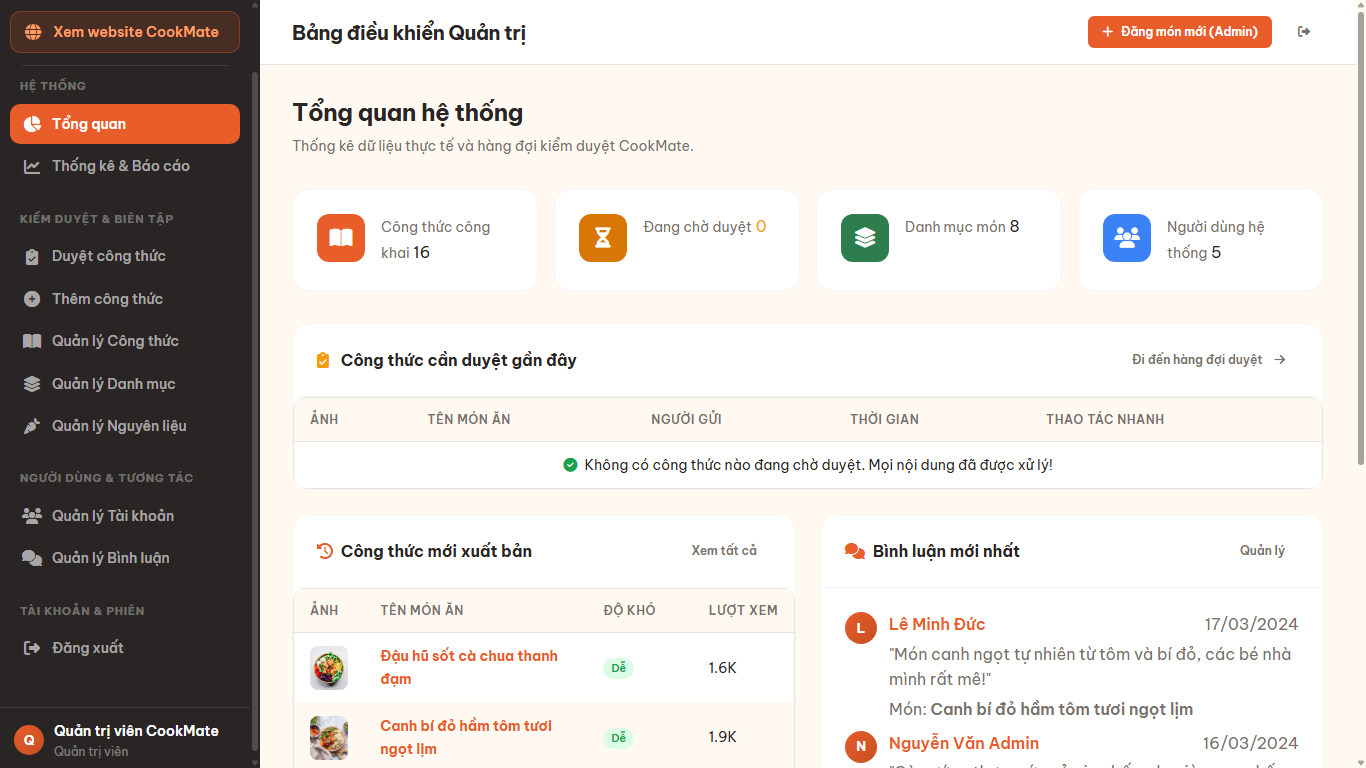 Xem website CookMate
HỆ THỐNG
Tổng quan
Thống kê & Báo cáo
KIỂM DUYỆT & BIÊN TẬP
Duyệt công thức
Thêm công thức
Quản lý Công thức
Quản lý Danh mục
Quản lý Nguyên liệu
NGƯỜI DÙNG & TƯƠNG TÁC
Quản lý Tài khoản
Quản lý Bình luận
TÀI KHOẢN & PHIÊN
Đăng xuất
Q
Quản trị viên CookMate
Quản trị viên
Bảng điều khiển Quản trị
Đăng món mới (Admin)
Tổng quan hệ thống
Thống kê dữ liệu thực tế và hàng đợi kiểm duyệt CookMate.
Công thức công
khai 16
Đang chờ duyệt 0
Danh mục món 8
Người dùng hệ
thống 5
Công thức cần duyệt gần đây
Đi đến hàng đợi duyệt →
ẢNH TÊN MÓN ĂN NGƯỜI GỬI THỜI GIAN THAO TÁC NHANH
Không có công thức nào đang chờ duyệt. Mọi nội dung đã được xử lý!
Công thức mới xuất bản
Xem tất cả
ẢNH TÊN MÓN ĂN ĐỘ KHÓ LƯỢT XEM
Đậu hũ sốt cà chua thanh
đạm
Dễ
1.6K
Canh bí đỏ hầm tôm tươi
ngọt lịm
Dễ
1.9K
Bình luận mới nhất
Quản lý
L
Lê Minh Đức
17/03/2024
"Món canh ngọt tự nhiên từ tôm và bí đỏ, các bé nhà
mình rất mê!"
Món: Canh bí đỏ hầm tôm tươi ngọt lịm
N
Nguyễn Văn Admin
16/03/2024